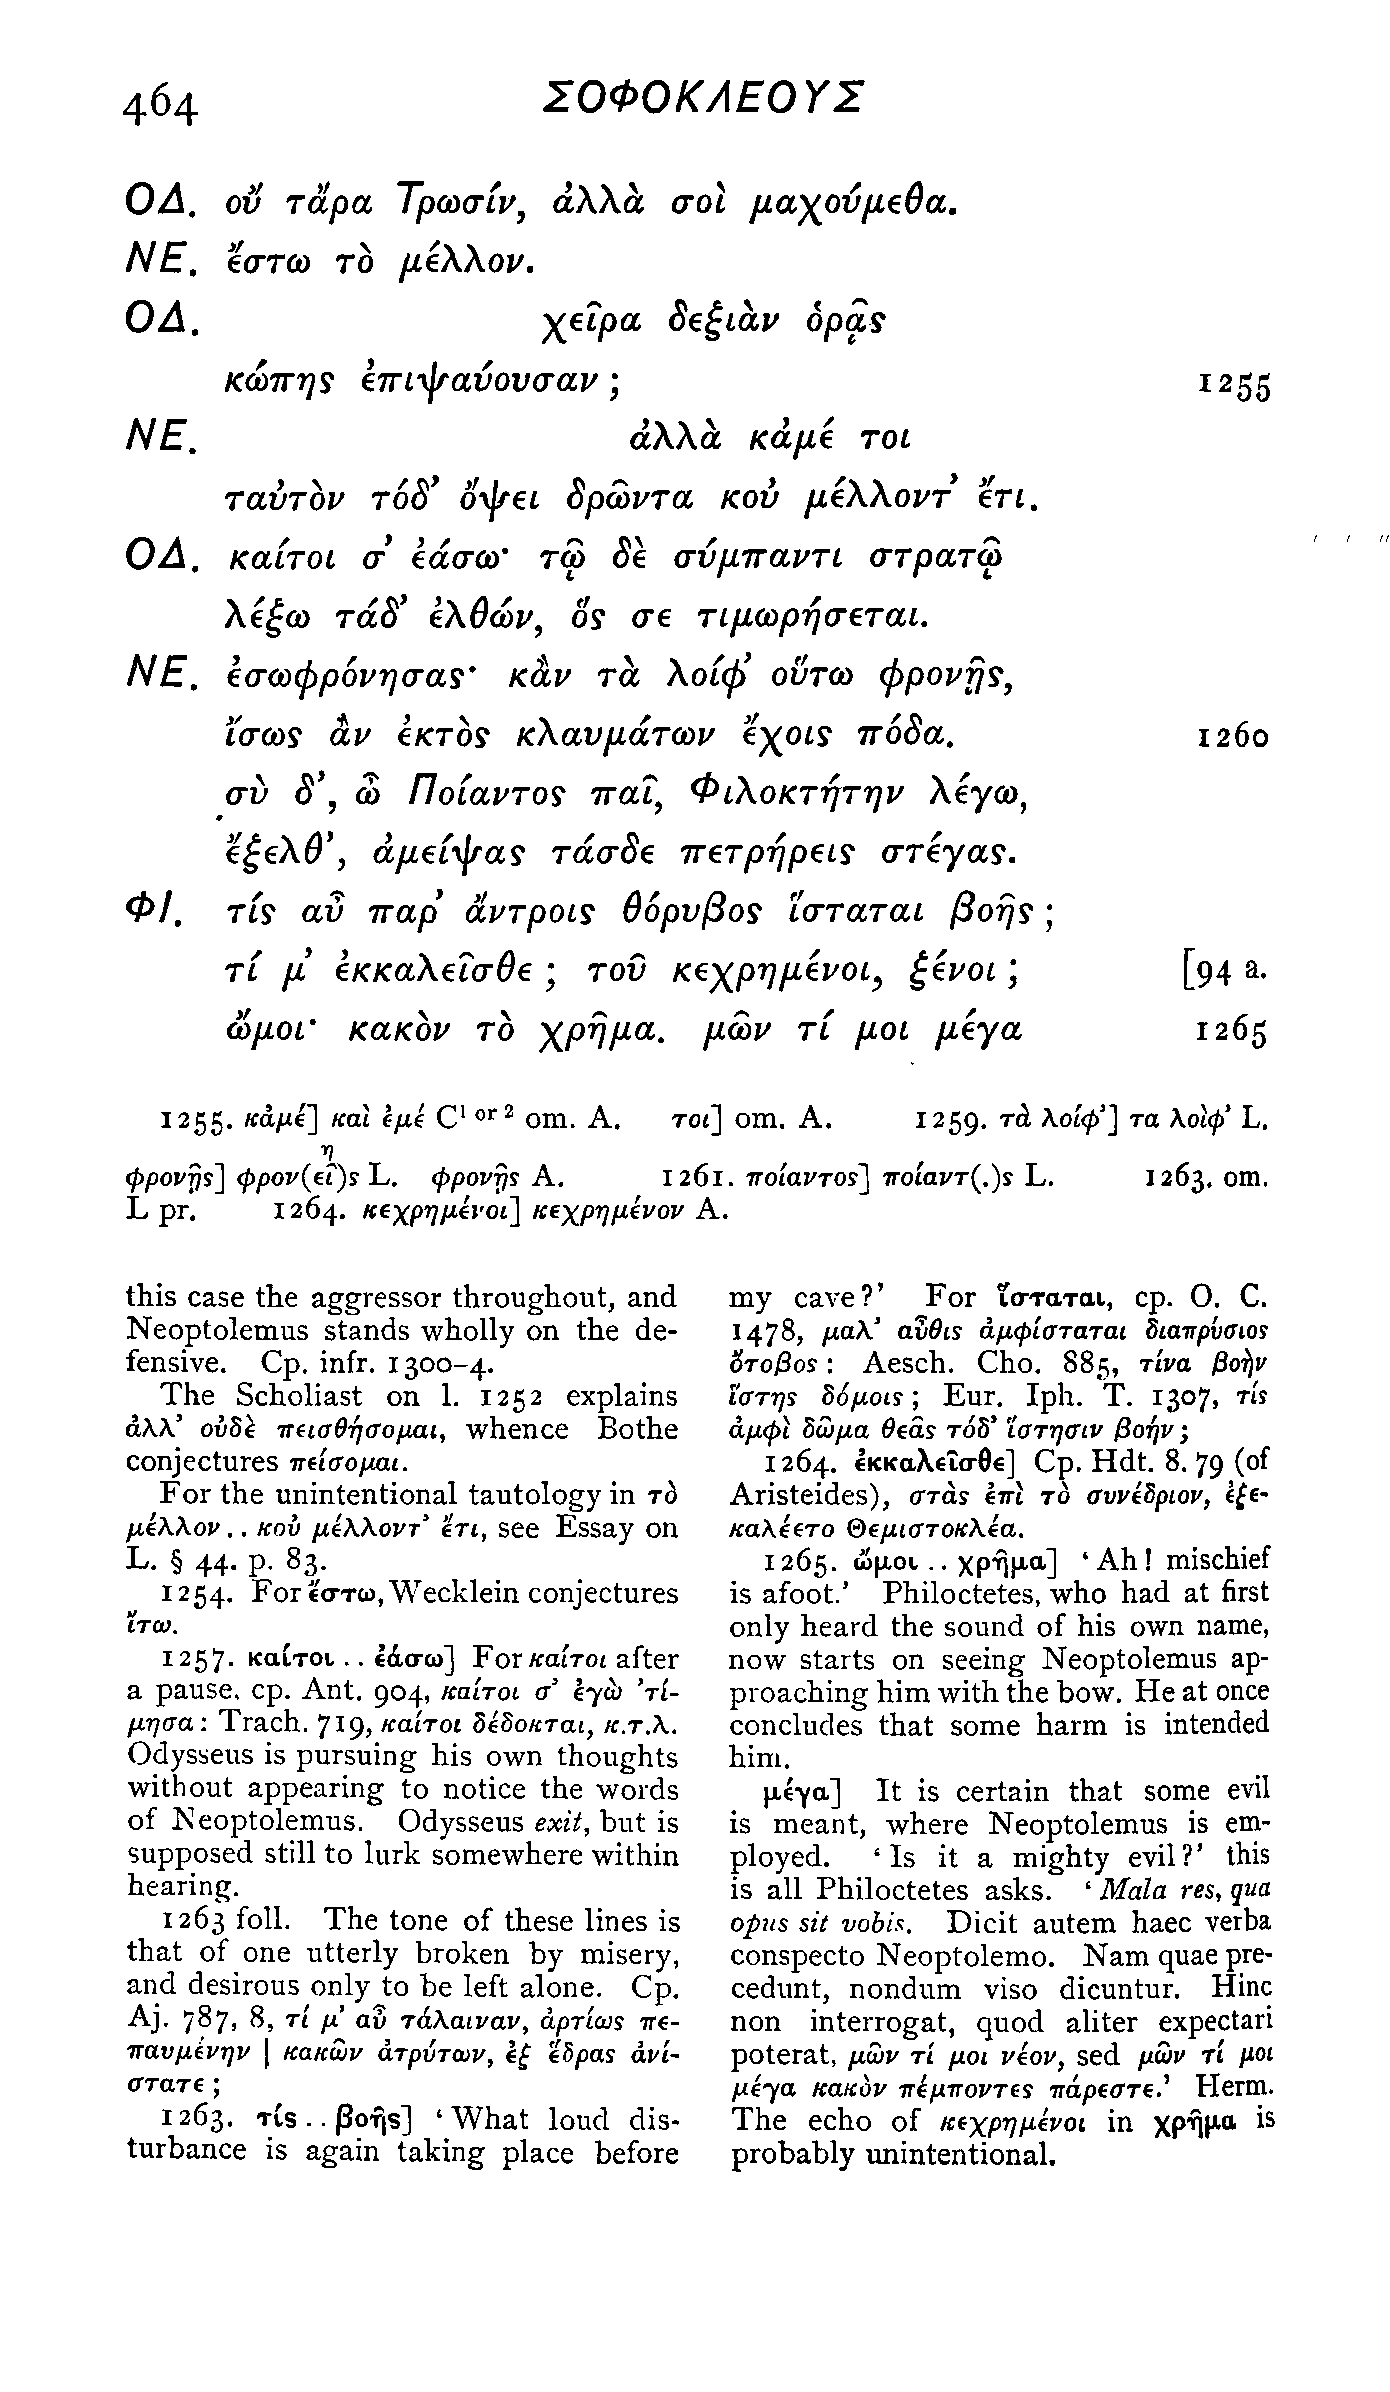 464 ΣΟΦΟΚΛΕΟΥΣ
ΟΔ. οὔ τἄρα Τρωσίν, ἀλλὰ σοὶ μαχούμεθα.
ΝΕ. ἔστω τὸ μέλλον.
ΟΔ. χεῖρα δεξιὰν ὁρᾷς
κώπης ἐπιψαύουσαν ; 1255
ΝΕ. ἀλλὰ κἀμέ τοι
ταὐτὸν τόδ’ ὄψει δρῶντα κοὐ μέλλοντ’ ἔτι.
ΟΔ. καίτοι σ’ ἐάσω· τῷ δὲ σύμπαντι στρατῷ
λέξω τάδ’ ἐλθών, ὅς σε τιμωρήσεται.
ΝΕ. ἐσωφρόνησας· κἂν τὰ λοίφ’ οὕτω φρονῇς,
ἴσως ἂν ἐκτὸς κλαυμάτων ἔχοις πόδα. 1260
σὺ δ’, ὦ Ποίαντος παῖ, Φιλοκτήτην λέγω,
ἔξελθ’, ἀμείψας τάσδε πετρήρεις στέγας.
ΦΙ. τίς αὖ παρ’ ἄντροις θόρυβος ἵσταται βοῆς ;
τί μ’ ἐκκαλεῖσθε ; τοῦ κεχρημένοι, ξένοι ; [94 a.
ὤμοι· κακὸν τὸ χρῆμα. μῶν τί μοι μέγα 1265
1255. κἀμέ] καὶ ἐμέ C¹ ᵒʳ ² om. A. τοι] om. A. 1259. τὰ λοίφ’] τα λοὶφ’ L.
η
φρονῇς] φρον(εῖ)ς L. φρονῇς A. 1261. ποίαντος] ποίαντ(.)ς L. 1263. om.
L pr. 1264. κεχρημένοι] κεχρημένον A.
this case the aggressor throughout, and
Neoptolemus stands wholly on the de-
fensive. Cp. infr. 1300-4.
The Scholiast on l. 1252 explains
ἀλλ’ οὐδὲ πεισθήσομαι, whence Bothe
conjectures πείσομαι.
For the unintentional tautology in τὸ
μέλλον .. κοὐ μέλλοντ’ ἔτι, see Essay on
L. § 44. p. 83.
1254. For ἔστω, Wecklein conjectures
ἴτω.
1257. καίτοι .. ἐάσω] For καίτοι after
a pause, cp. Ant. 904, καίτοι σ’ ἐγὼ ’τί-
μησα : Trach. 719, καίτοι δέδοκται, κ.τ.λ.
Odysseus is pursuing his own thoughts
without appearing to notice the words
of Neoptolemus. Odysseus exit, but is
supposed still to lurk somewhere within
hearing.
1263 foll. The tone of these lines is
that of one utterly broken by misery,
and desirous only to be left alone. Cp.
Aj. 787, 8, τί μ’ αὖ τάλαιναν, ἀρτίως πε-
παυμένην | κακῶν ἀτρύτων, ἐξ ἕδρας ἀνί-
στατε ;
1263. τίς .. βοῆς] ‘What loud dis-
turbance is again taking place before
my cave?’ For ἵσταται, cp. O. C.
1478, μαλ’ αὖθις ἀμφίσταται διαπρύσιος
ὄτοβος : Aesch. Cho. 885, τίνα βοὴν
ἵστης δόμοις ; Eur. Iph. T. 1307, τίς
ἀμφὶ δῶμα θεᾶς τόδ’ ἵστησιν βοήν ;
1264. ἐκκαλεῖσθε] Cp. Hdt. 8. 79 (of
Aristeides), στὰς ἐπὶ τὸ συνέδριον, ἐξε-
καλέετο Θεμιστοκλέα.
1265. ὤμοι .. χρῆμα] ‘Ah! mischief
is afoot.’ Philoctetes, who had at first
only heard the sound of his own name,
now starts on seeing Neoptolemus ap-
proaching him with the bow. He at once
concludes that some harm is intended
him.
μέγα] It is certain that some evil
is meant, where Neoptolemus is em-
ployed. ‘Is it a mighty evil?’ this
is all Philoctetes asks. ‘Mala res, qua
opus sit vobis. Dicit autem haec verba
conspecto Neoptolemo. Nam quae pre-
cedunt, nondum viso dicuntur. Hinc
non interrogat, quod aliter expectari
poterat, μῶν τί μοι νέον, sed μῶν τί μοι
μέγα κακὸν πέμποντες πάρεστε.’ Herm.
The echo of κεχρημένοι in χρῆμα is
probably unintentional.